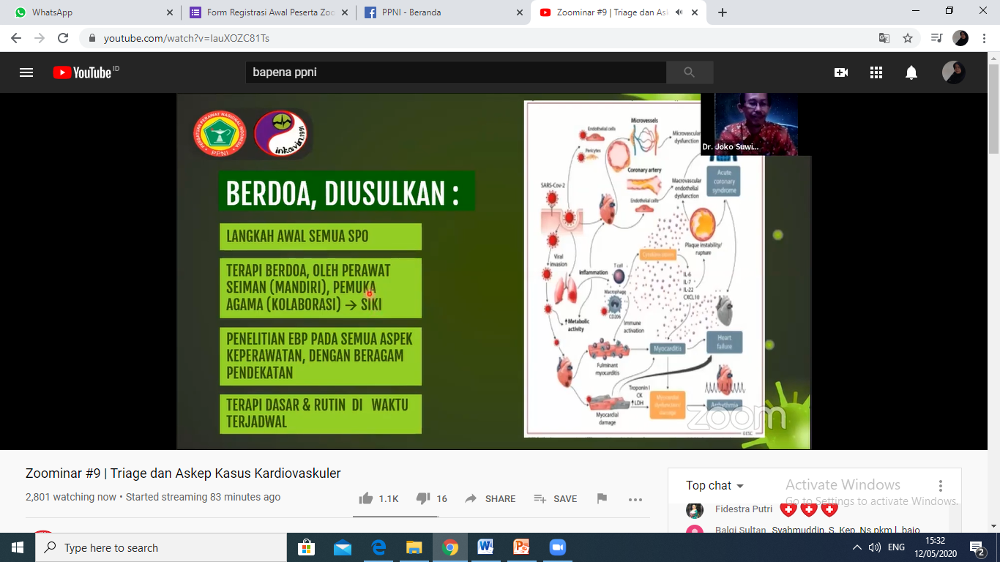 WhatsApp
Form Registrasi Awal Peserta Zoo
PPNI - Beranda
Zoominar #9 | Triage dan As
youtube.com/watch?v=IauXOZC81Ts
YouTube ID
bapena ppni
PERSATUAN PERAWAT NASIONAL INDONESIA
PPNI
inkavin.1991
BERDOA, DIUSULKAN :
LANGKAH AWAL SEMUA SPO
TERAPI BERDOA, OLEH PERAWAT
SEIMAN (MANDIRI), PEMUKA
AGAMA (KOLABORASI) → SIKI
PENELITIAN EBP PADA SEMUA ASPEK
KEPERAWATAN, DENGAN BERAGAM
PENDEKATAN
TERAPI DASAR & RUTIN DI WAKTU
TERJADWAL
Microvessels
Endothelial cells
Pericytes
Microvascular
dysfunction
Dr. Joko Suwi...
Coronary artery
SARS-Cov-2
Macrovascular
endothelial
dysfunction
Acute
coronary
syndrome
Endothelial cells
Plaque instability/
rupture
Viral
invasion
Inflammation
T cell
IL-6
IL-7
IL-22
CXCL10
Macrophage
CD206
Metabolic
activity
Immune
activation
Myocarditis
Heart
failure
Fulminant
myocarditis
Troponin I
CK
LDH
Myocardial
damage
Arrhythmia
zoom
EESC
Zoominar #9 | Triage dan Askep Kasus Kardiovaskuler
2,801 watching now • Started streaming 83 minutes ago
1.1K
16
SHARE
SAVE
Top chat
Activate Windows
Go to Settings to activate Windows.
Fidestra Putri
Balqi Sultan Syahmuddin, S. Kep, Ns pkm l. bajo
Type here to search
ENG
15:32
12/05/2020
2